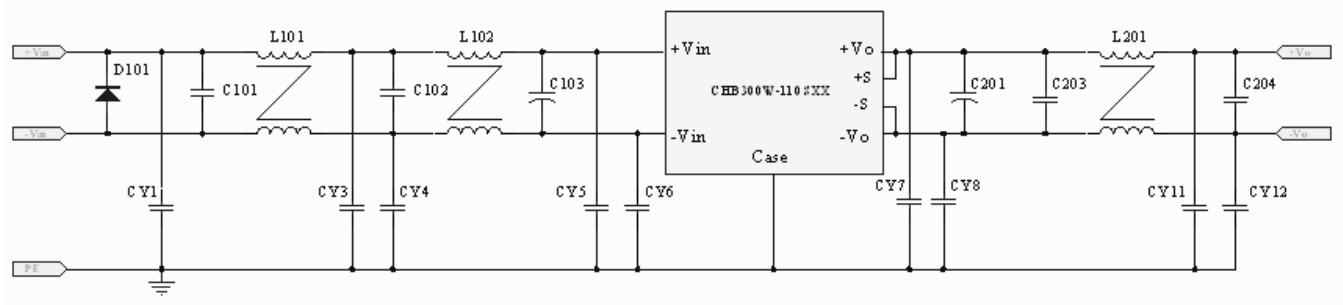 L101
L102
L201
+Vin
+Vin
+Vo
+Vo
D101
C101
C102
C103
+S
CHB300W-110SXX
-S
C201
C203
C204
-Vin
-Vin
-Vo
-Vo
Case
CY1
CY3
CY4
CY5
CY6
CY7
CY8
CY11
CY12
PE